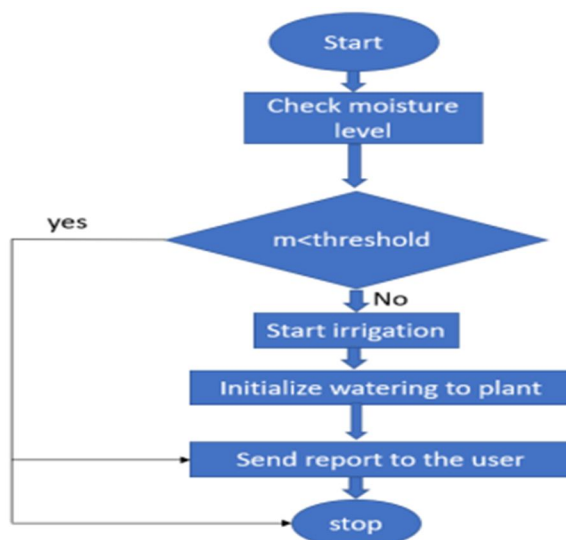 Start
Check moisture
level
yes
m<threshold
No
Start irrigation
Initialize watering to plant
Send report to the user
stop